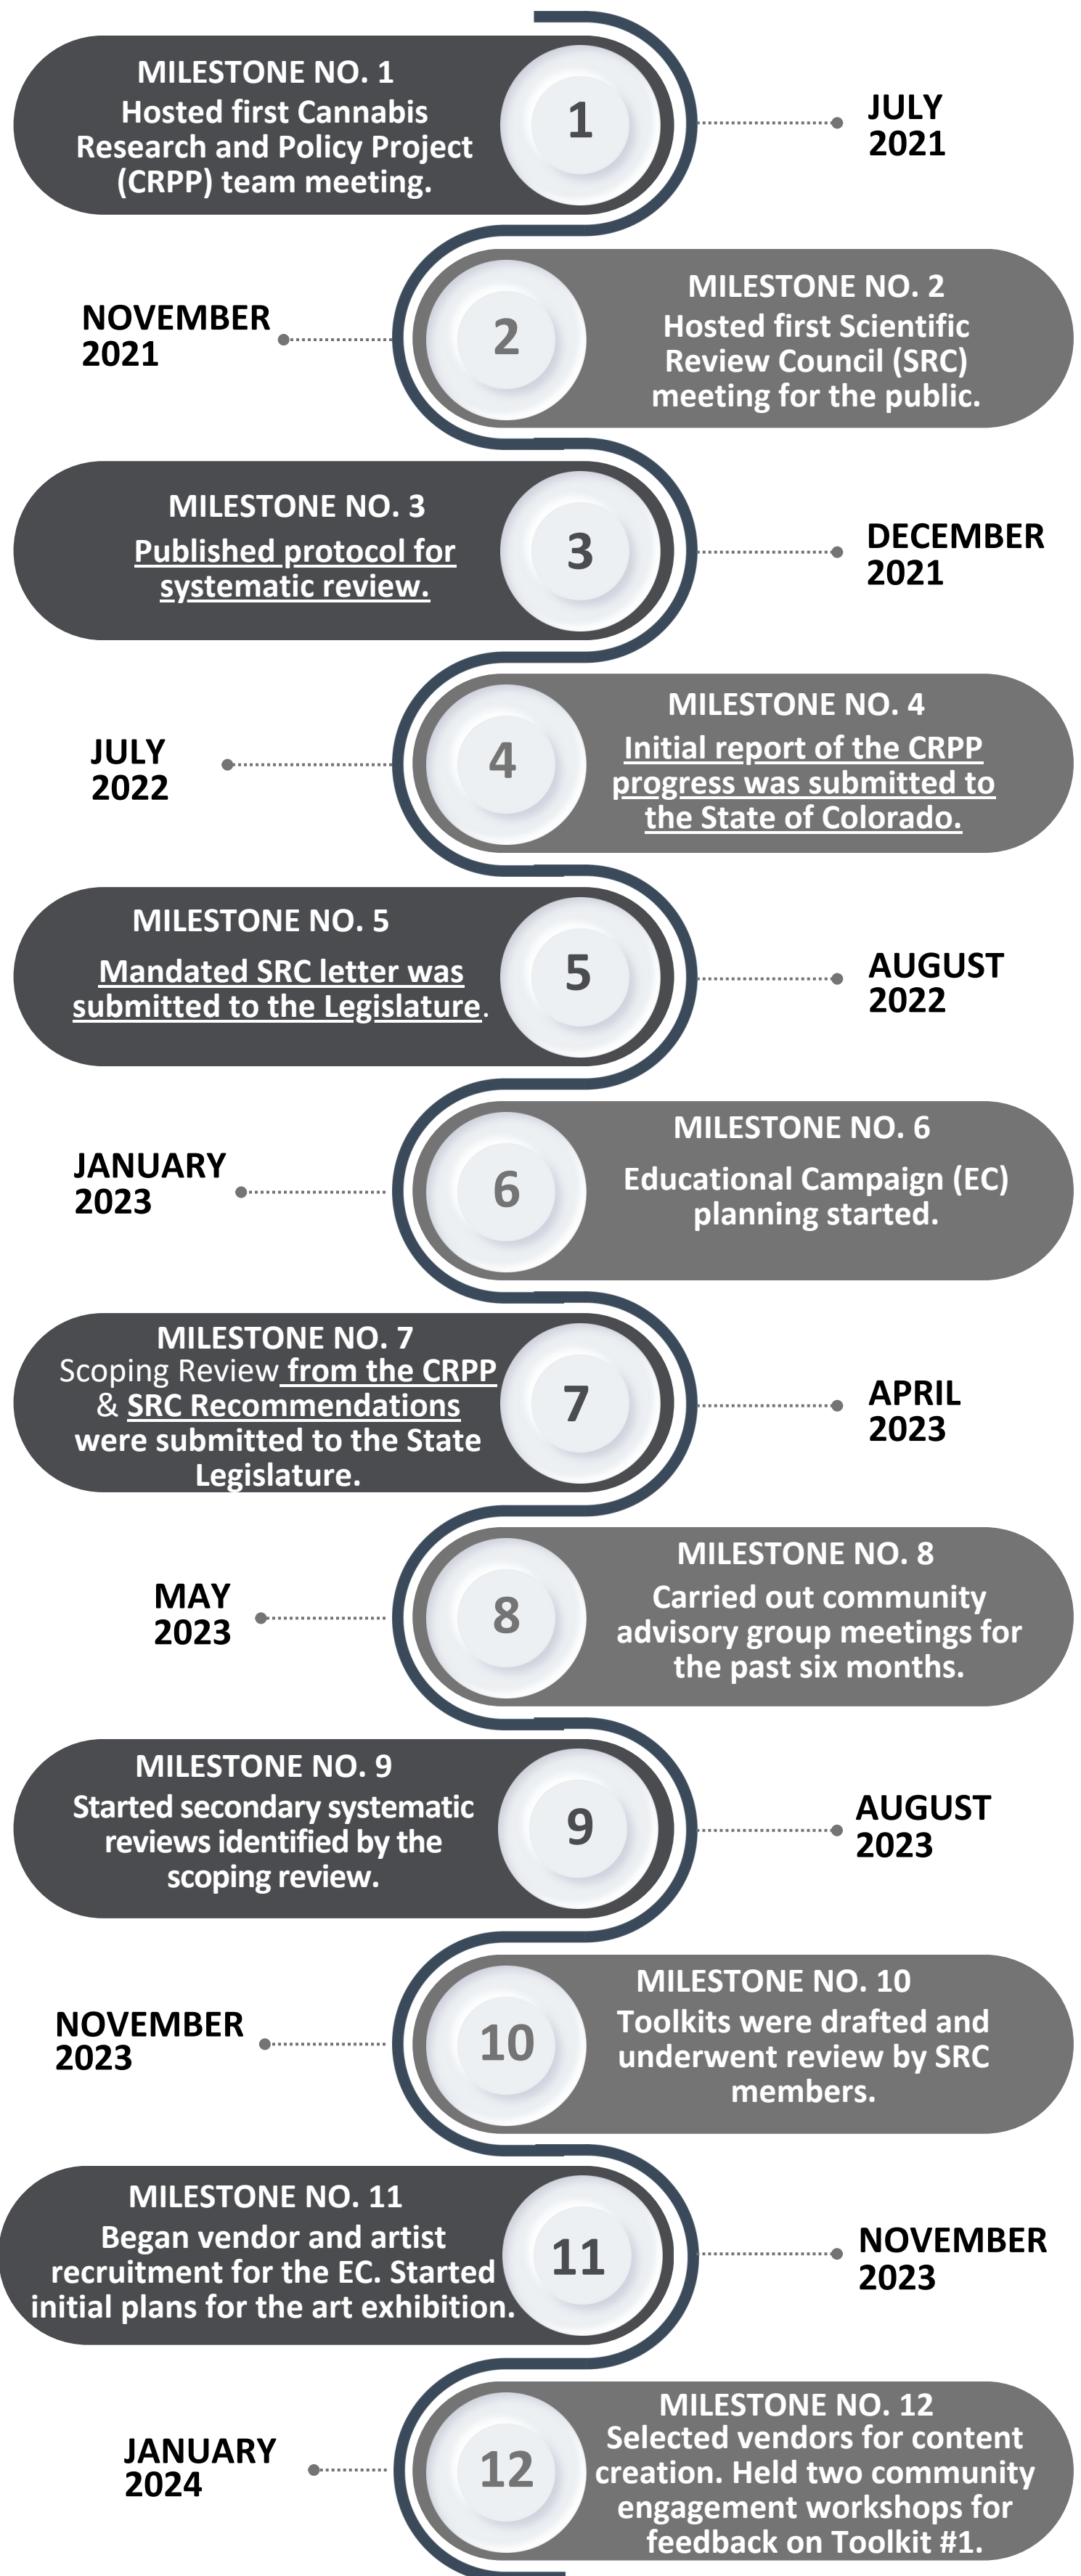 MILESTONE NO. 1
Hosted first Cannabis
Research and Policy Project
(CRPP) team meeting.
1
JULY
2021
NOVEMBER
2021
2
MILESTONE NO. 2
Hosted first Scientific
Review Council (SRC)
meeting for the public.
MILESTONE NO. 3
Published protocol for
systematic review.
3
DECEMBER
2021
JULY
2022
4
MILESTONE NO. 4
Initial report of the CRPP
progress was submitted to
the State of Colorado.
MILESTONE NO. 5
Mandated SRC letter was
submitted to the Legislature.
5
AUGUST
2022
JANUARY
2023
6
MILESTONE NO. 6
Educational Campaign (EC)
planning started.
MILESTONE NO. 7
Scoping Review from the CRPP
& SRC Recommendations
were submitted to the State
Legislature.
7
APRIL
2023
MAY
2023
8
MILESTONE NO. 8
Carried out community
advisory group meetings for
the past six months.
MILESTONE NO. 9
Started secondary systematic
reviews identified by the
scoping review.
9
AUGUST
2023
NOVEMBER
2023
10
MILESTONE NO. 10
Toolkits were drafted and
underwent review by SRC
members.
MILESTONE NO. 11
Began vendor and artist
recruitment for the EC. Started
initial plans for the art exhibition.
11
NOVEMBER
2023
JANUARY
2024
12
MILESTONE NO. 12
Selected vendors for content
creation. Held two community
engagement workshops for
feedback on Toolkit #1.